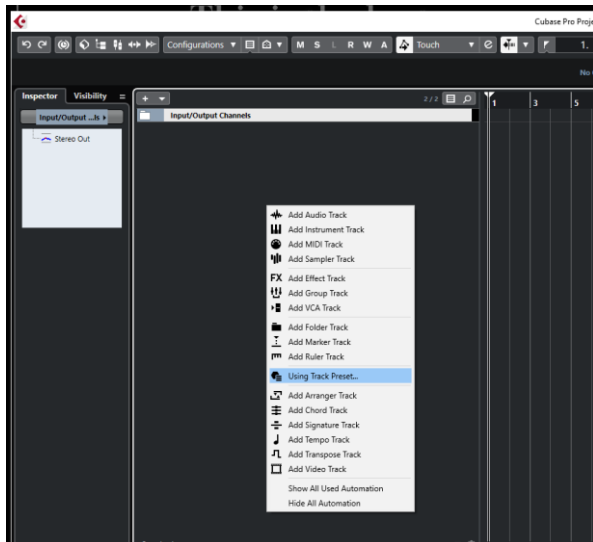 Cubase Pro Proje
Configurations
M S L R W A
Touch
1.
No
Inspector Visibility
2/2
1 3 5
Input/Output ...ls
Input/Output Channels
Stereo Out
Add Audio Track
Add Instrument Track
Add MIDI Track
Add Sampler Track
FX Add Effect Track
Add Group Track
Add VCA Track
Add Folder Track
Add Marker Track
Add Ruler Track
Using Track Preset...
Add Arranger Track
Add Chord Track
Add Signature Track
Add Tempo Track
Add Transpose Track
Add Video Track
Show All Used Automation
Hide All Automation